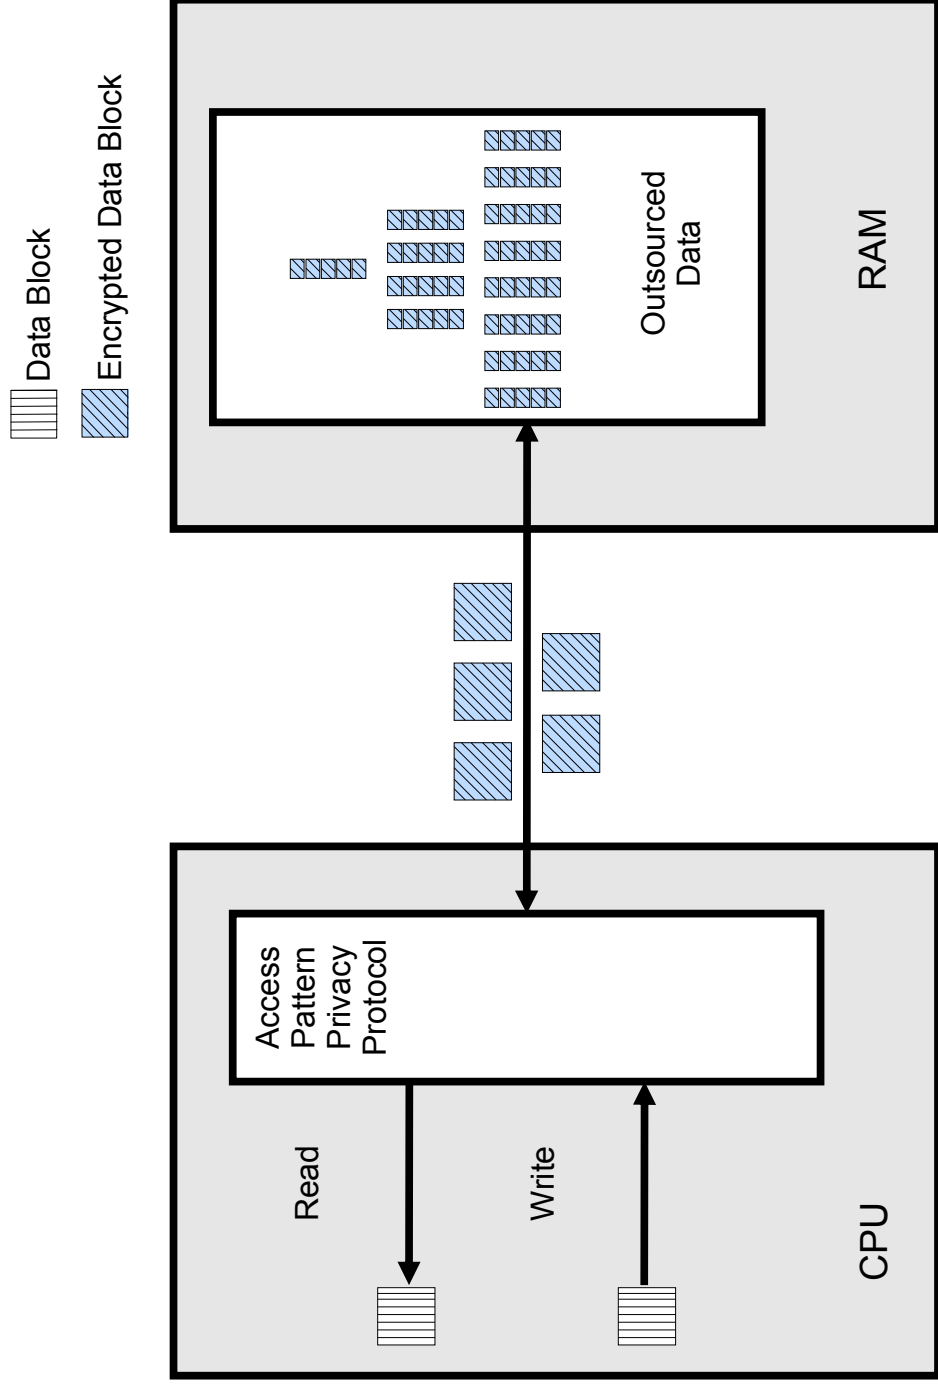 Data Block
Encrypted Data Block
Access
Pattern
Privacy
Protocol
Read
Write
CPU
Outsourced
Data
RAM